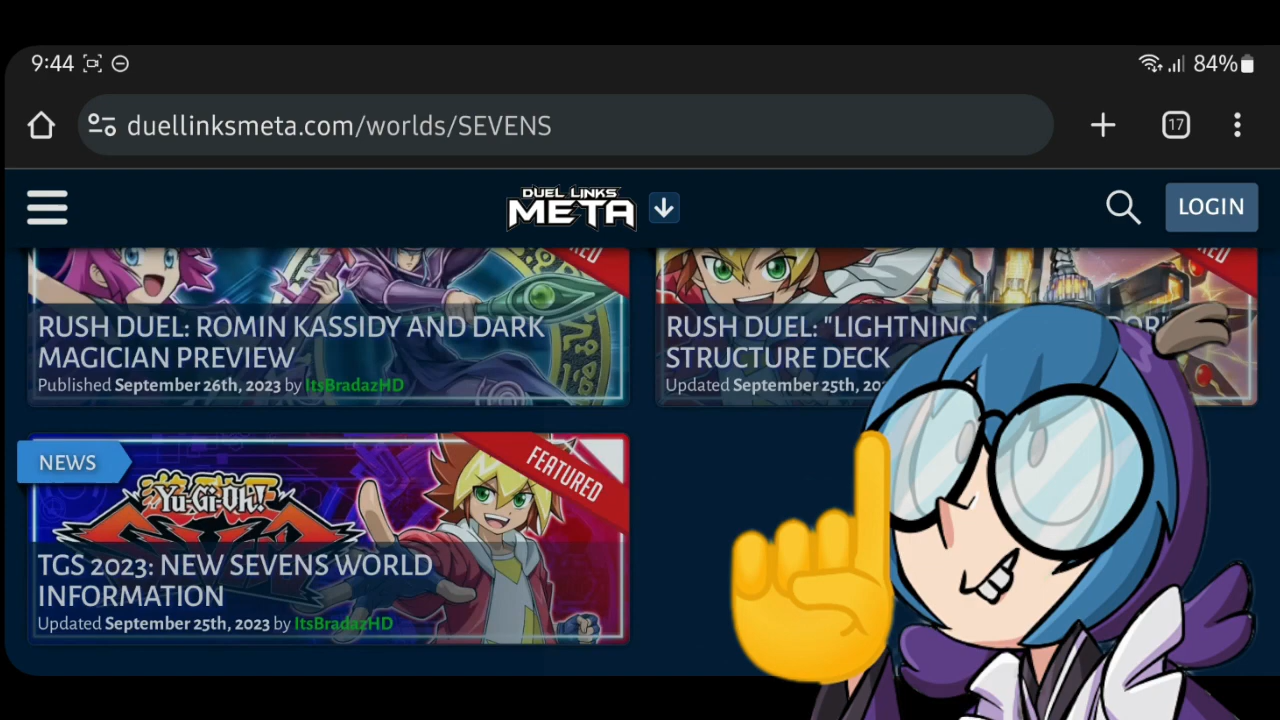 9:44
84%
duellinksmeta.com/worlds/SEVENS
17
DUEL LINKS
META
LOGIN
RUSH DUEL: ROMIN KASSIDY AND DARK
MAGICIAN PREVIEW
Published September 26th, 2023 by ItsBradazHD
RUSH DUEL: "LIGHTNING
STRUCTURE DECK
Updated September 25th,
NEWS
FEATURED
Yu-Gi-Oh!
TGS 2023: NEW SEVENS WORLD
INFORMATION
Updated September 25th, 2023 by ItsBradazHD